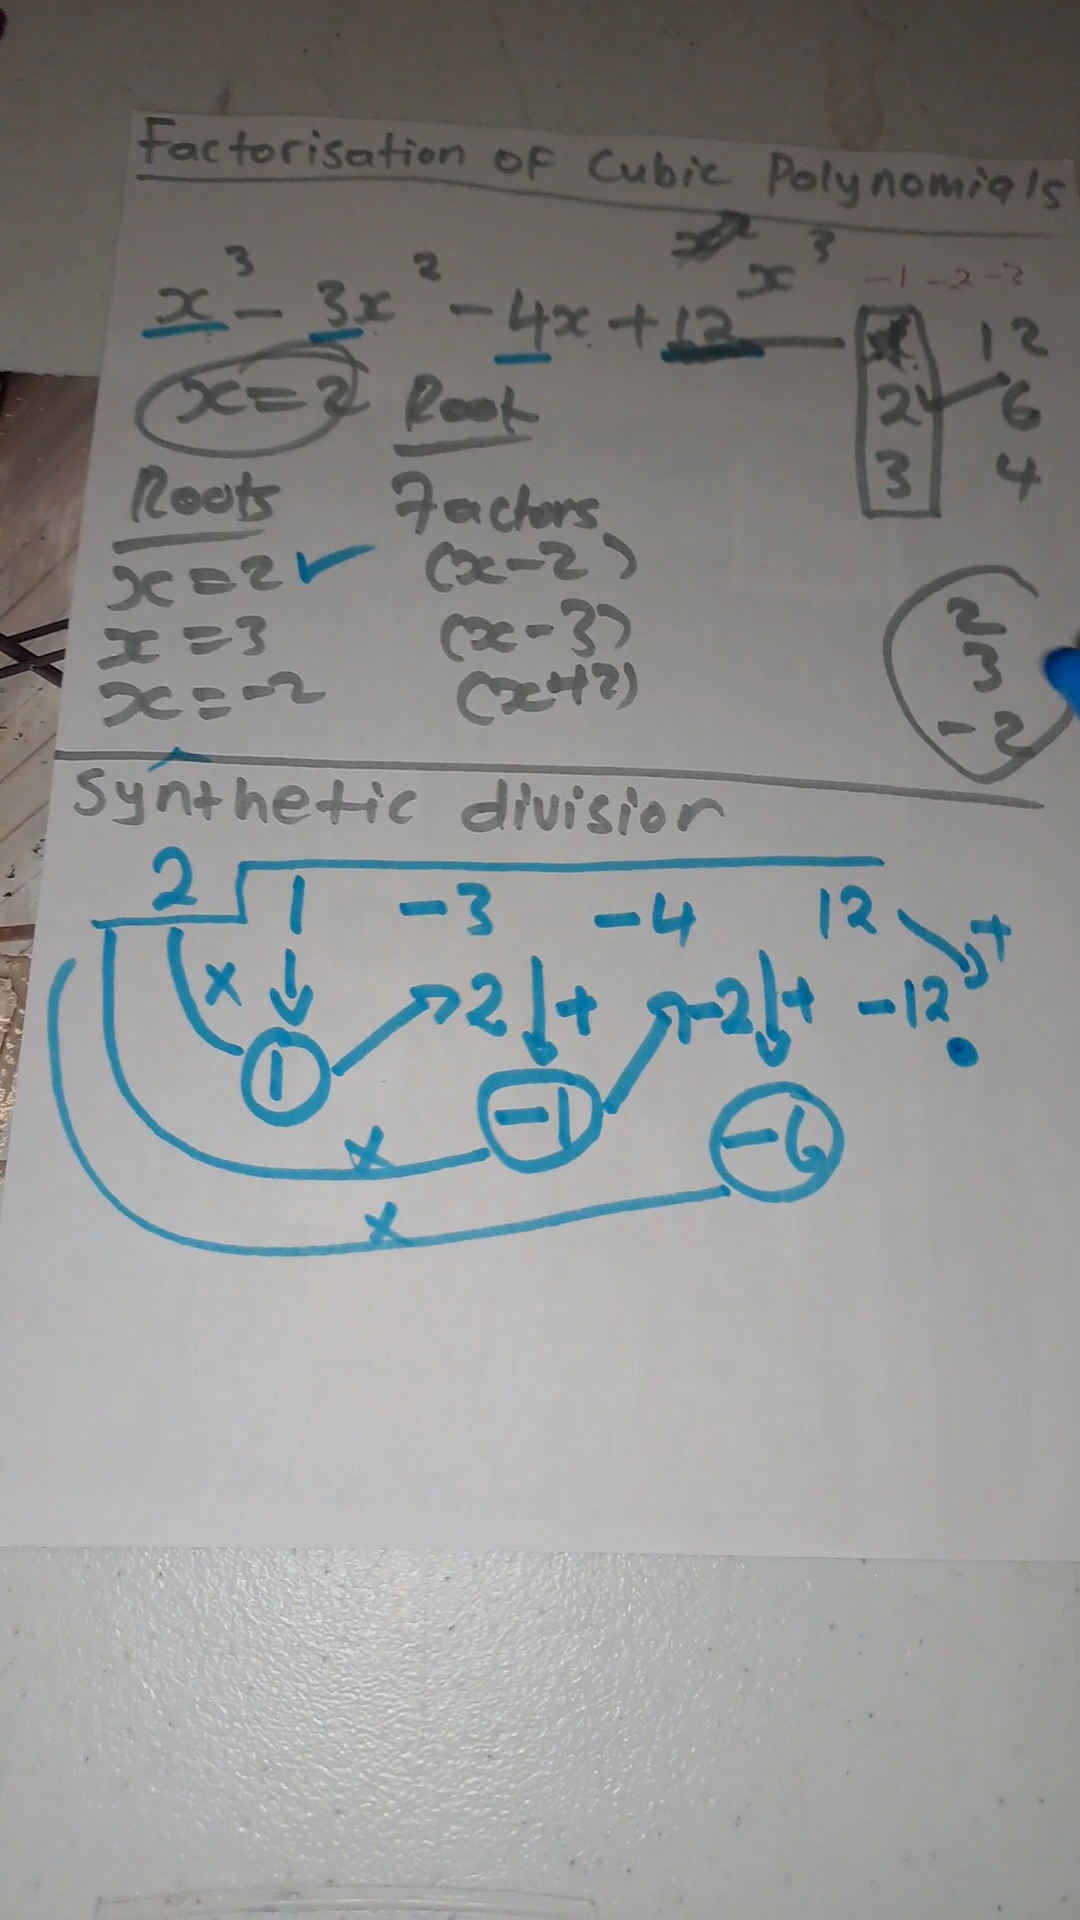 Factorisation of Cubic Polynomials
x³ - 3x² - 4x + 12
x³
-1 -2 -3
12
2 6
3 4
x=2 Root
Roots Factors
x=2 ✓ (x-2)
x=3 (x-3)
x=-2 (x+2)
2
3
-2
Synthetic division
2 1 -3 -4 12 +
x 2 + -2 + -12
1 -1 -6
x
x